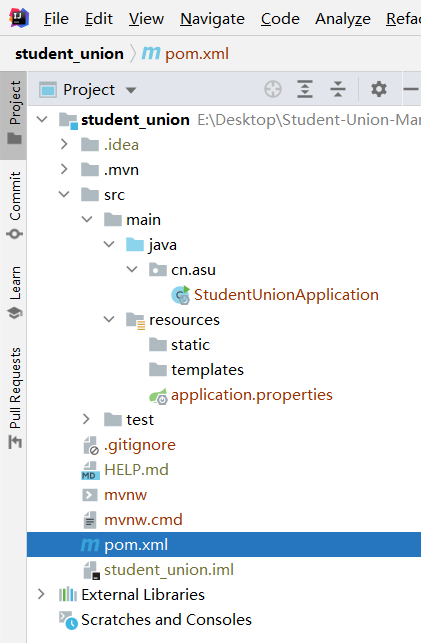 File Edit View Navigate Code Analyze
student_union pom.xml
Project
student_union E:\Desktop\Student-Union-Mar
.idea
.mvn
src
main
java
cn.asu
StudentUnionApplication
resources
static
templates
application.properties
test
.gitignore
HELP.md
mvnw
mvnw.cmd
pom.xml
student_union.iml
External Libraries
Scratches and Consoles
Project
Commit
Learn
Pull Requests